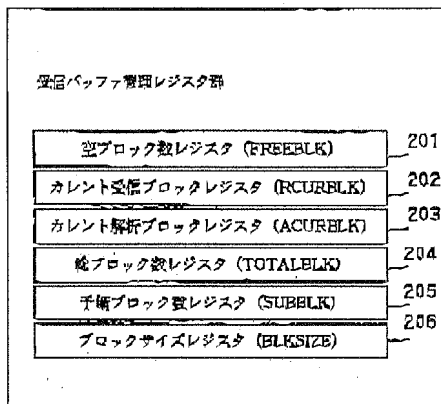 受信バッファ管理レジスタ群
空ブロック数レジスタ (FREEBLK) 201
カレント受信ブロックレジスタ (RCURBLK) 202
カレント解析ブロックレジスタ (ACURBLK) 203
総ブロック数レジスタ (TOTALBLK) 204
予備ブロック数レジスタ (SUBBLK) 205
ブロックサイズレジスタ (BLKSIZE) 206